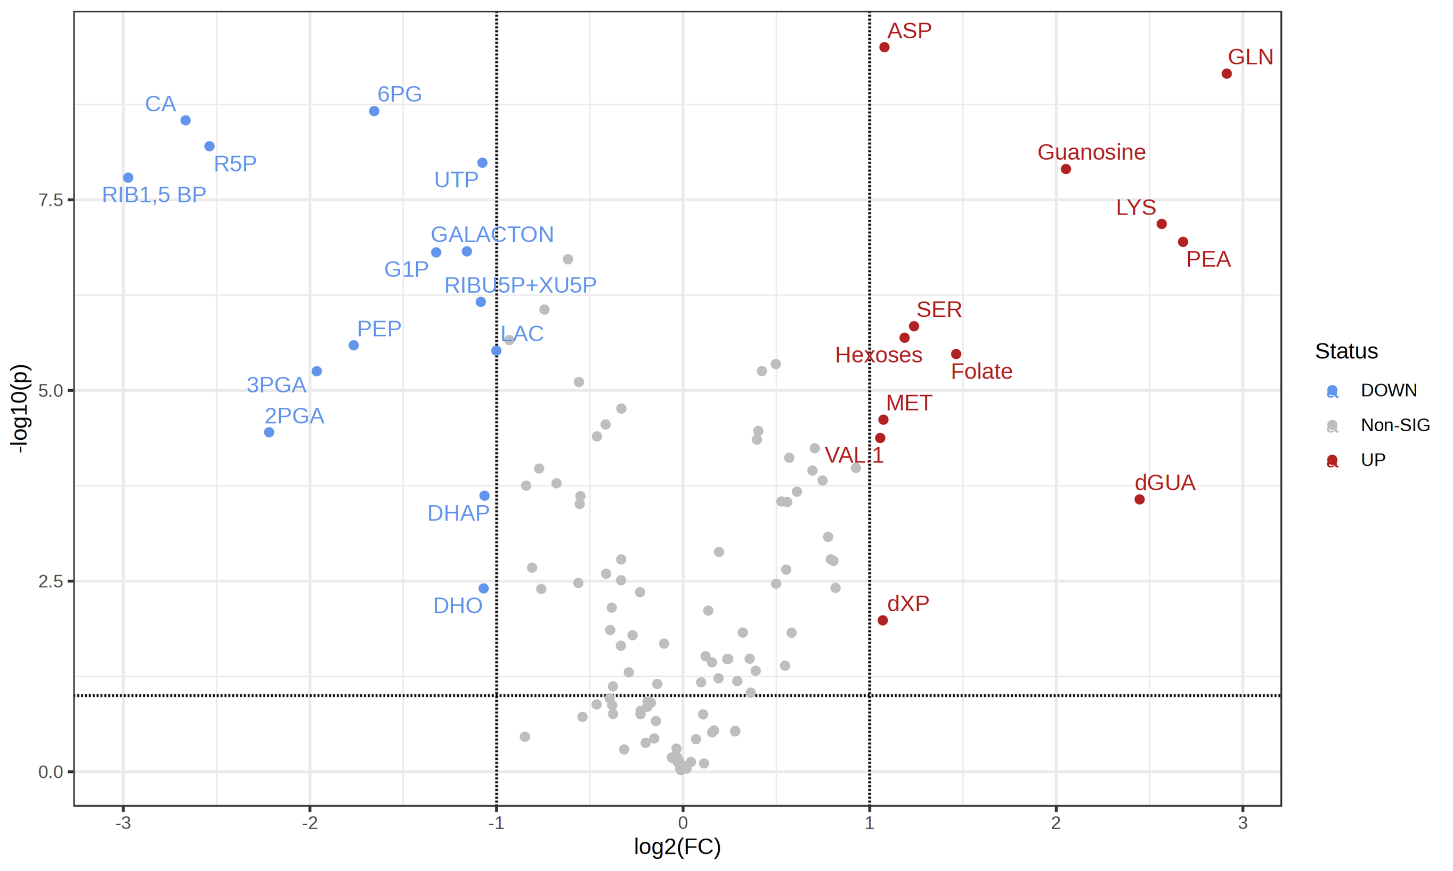 ASP
GLN
6PG
CA
Guanosine
R5P
UTP
RIB1,5 BP
LYS
GALACTON
PEA
G1P
RIBU5P+XU5P
SER
PEP
LAC
Hexoses
Folate
3PGA
MET
2PGA
VAL.1
dGUA
DHAP
DHO
dXP
7.5
5.0
2.5
0.0
-log10(p)
-3
-2
-1
0
1
2
3
log2(FC)
Status
a DOWN
a Non-SIG
a UP